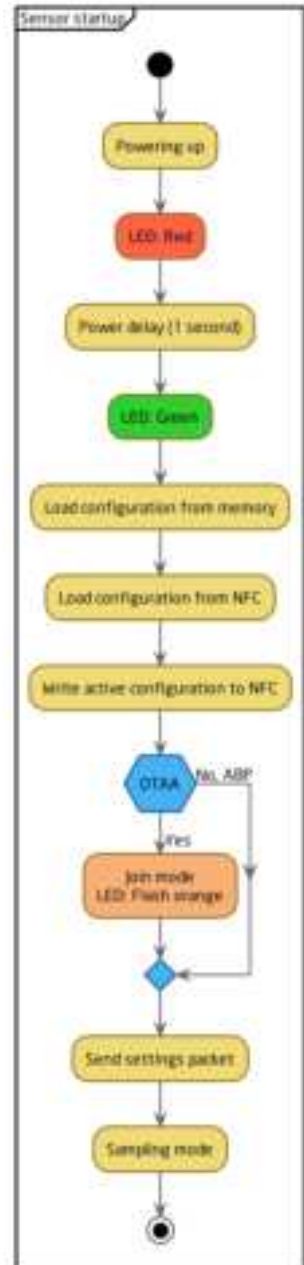 Sensor startup
Powering up
LED: Red
Power delay (1 second)
LED: Green
Load configuration from memory
Load configuration from NFC
Write active configuration to NFC
OTAA
No, ABP
Yes
Join mode
LED: Flash orange
Send settings packet
Sampling mode